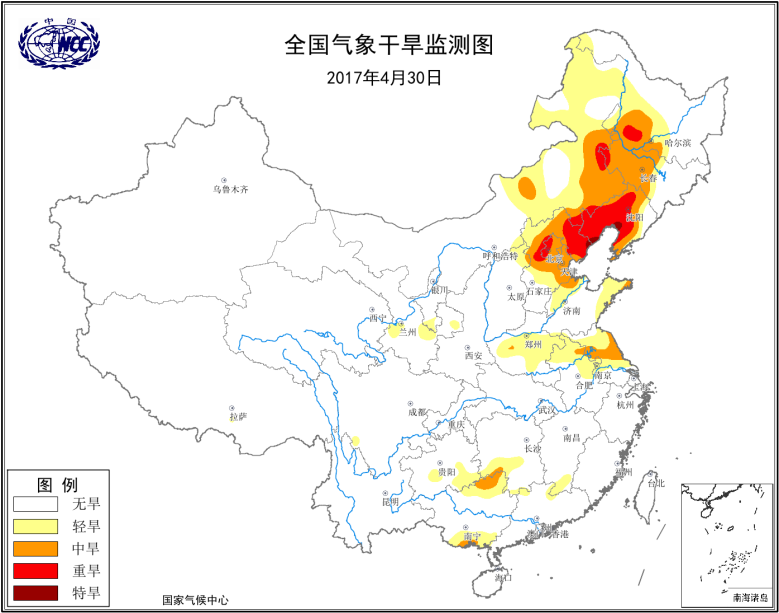 中国
NCC
全国气象干旱监测图
2017年4月30日
哈尔滨
长春
乌鲁木齐
沈阳
呼和浩特
北京
天津
银川
石家庄
太原
西宁
济南
兰州
郑州
西安
南京
合肥
上海
成都
杭州
拉萨
武汉
重庆
南昌
长沙
贵阳
福州
台北
昆明
图例
无旱
轻旱
中旱
重旱
特旱
南宁
香港
海口
国家气候中心
南海诸岛